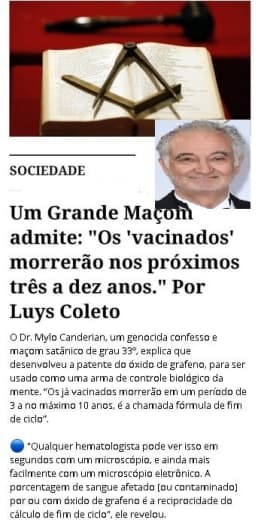 SOCIEDADE
Um Grande Maçom
admite: "Os 'vacinados'
morrerão nos próximos
três a dez anos." Por
Luys Coleto
O Dr. Mylo Canderian, um genocida confesso e
maçom satânico de grau 33º, explica que
desenvolveu a patente do óxido de grafeno, para ser
usado como uma arma de controle biológico da
mente. “Os já vacinados morrerão em um período de
3 a no máximo 10 anos, é a chamada fórmula de fim
de ciclo”.
"Qualquer hematologista pode ver isso em
segundos com um microscópio, e ainda mais
facilmente com um microscópio eletrônico. A
porcentagem de sangue afetado (ou contaminado)
por ou com óxido de grafeno é a reciprocidade do
cálculo de fim de ciclo", ele revelou.